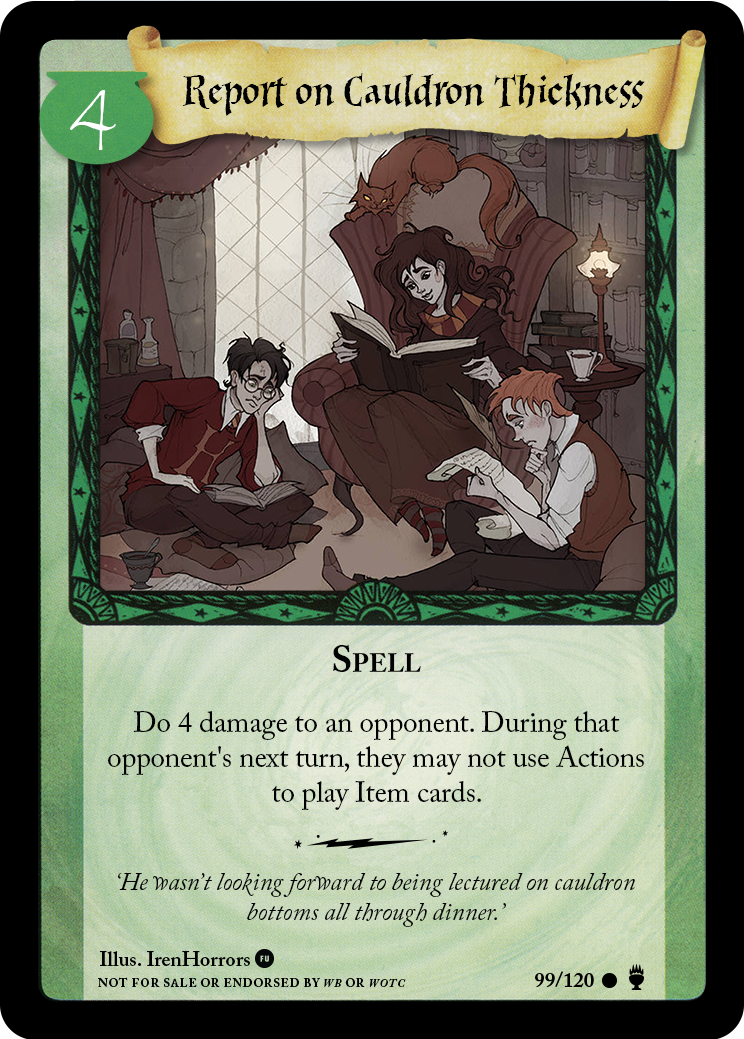 4
Report on Cauldron Thickness
SPELL
Do 4 damage to an opponent. During that
opponent's next turn, they may not use Actions
to play Item cards.
‘He wasn’t looking forward to being lectured on cauldron
bottoms all through dinner.’
Illus. IrenHorrors FU
NOT FOR SALE OR ENDORSED BY WB OR WOTC
99/120